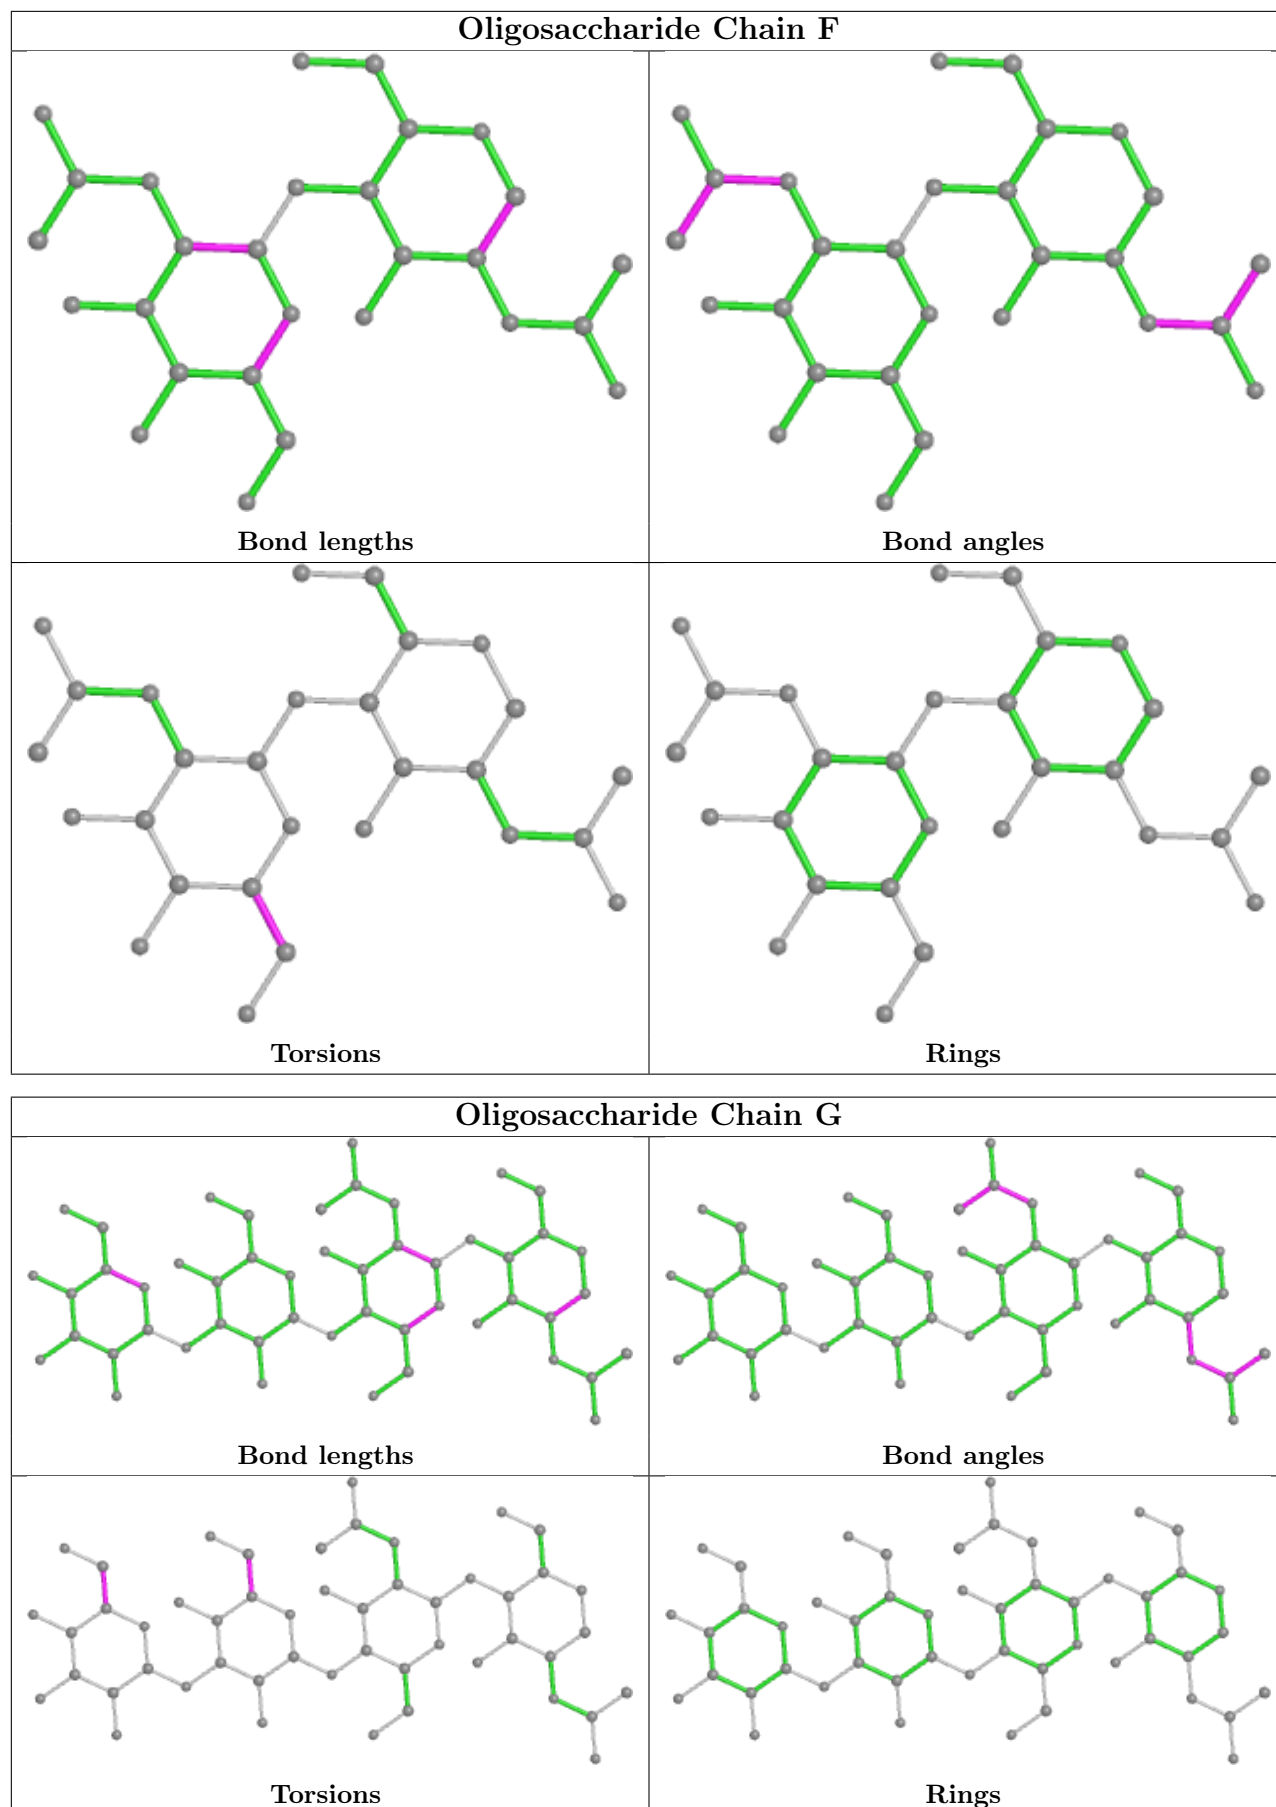 Oligosaccharide Chain F
Bond lengths
Bond angles
Torsions
Rings
Oligosaccharide Chain G
Bond lengths
Bond angles
Torsions
Rings